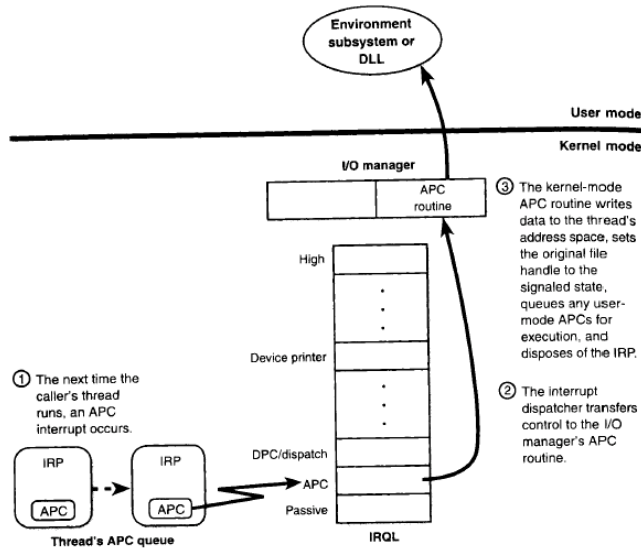 Environment
subsystem or
DLL
User mode
Kernel mode
I/O manager
APC
routine
③ The kernel-mode
APC routine writes
data to the thread's
address space, sets
the original file
handle to the
signaled state,
queues any user-
mode APCs for
execution, and
disposes of the IRP.
High
Device printer
① The next time the
caller's thread
runs, an APC
interrupt occurs.
② The interrupt
dispatcher transfers
control to the I/O
manager's APC
routine.
DPC/dispatch
APC
Passive
IRQL
IRP
APC
IRP
APC
Thread's APC queue